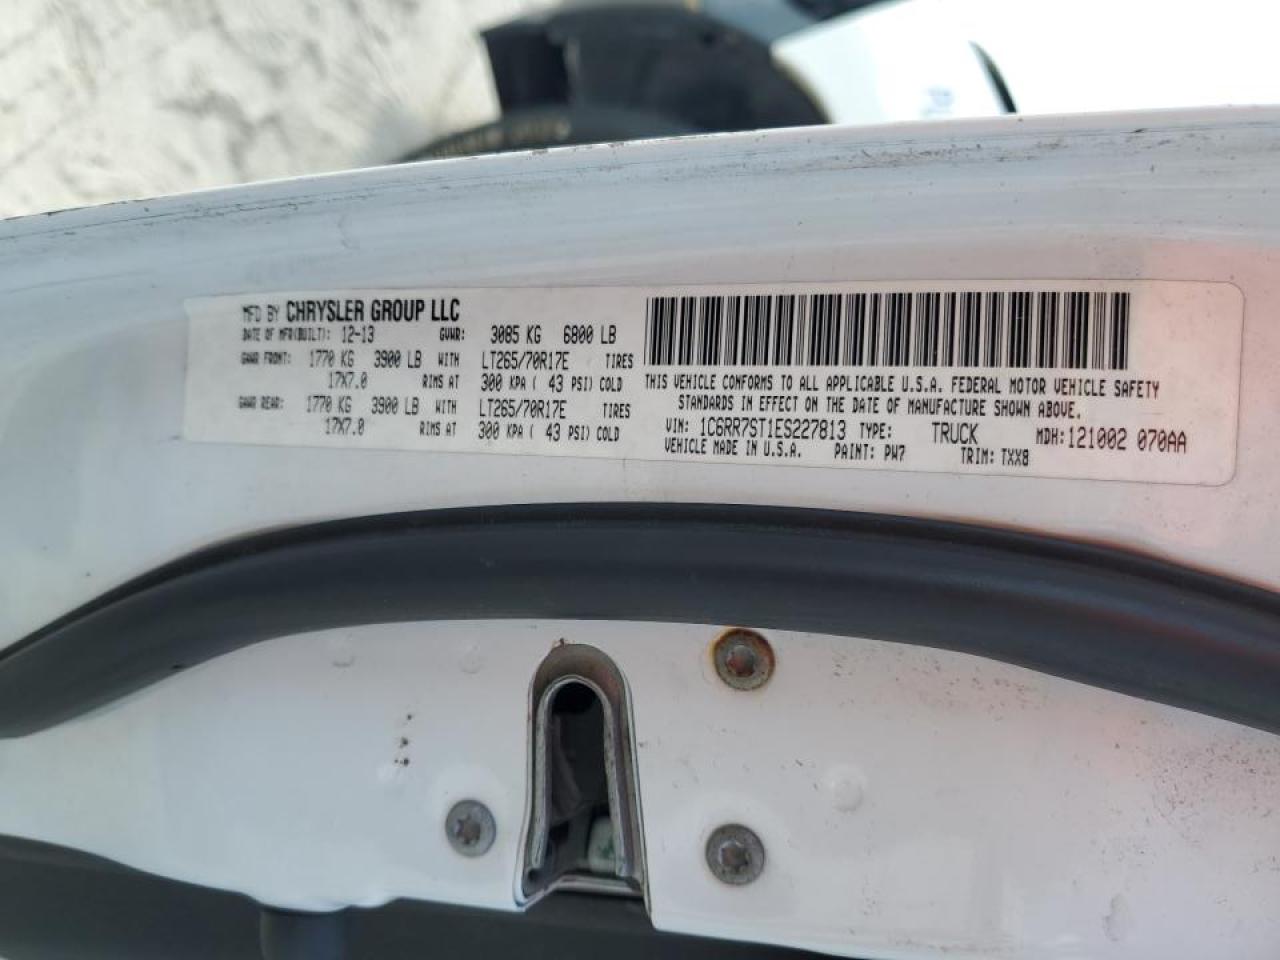 MFD BY CHRYSLER GROUP LLC
DATE OF MFR(BUILT): 12-13 GVWR: 3085 KG 6800 LB
GAWR FRONT: 1770 KG 3900 LB WITH LT265/70R17E TIRES
17X7.0 RIMS AT 300 KPA ( 43 PSI) COLD
GAWR REAR: 1770 KG 3900 LB WITH LT265/70R17E TIRES
17X7.0 RIMS AT 300 KPA ( 43 PSI) COLD
THIS VEHICLE CONFORMS TO ALL APPLICABLE U.S.A. FEDERAL MOTOR VEHICLE SAFETY
STANDARDS IN EFFECT ON THE DATE OF MANUFACTURE SHOWN ABOVE.
VIN: 1C6RR7ST1ES227813 TYPE: TRUCK MDH:121002 070AA
VEHICLE MADE IN U.S.A. PAINT: PW7 TRIM: TXX8